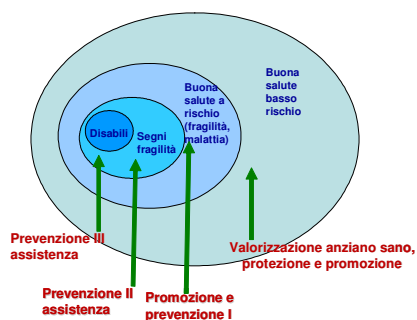 Buona
salute
basso
rischio
Buona
salute a
rischio
(fragilità,
malattia)
Disabili
Segni
fragilità
Prevenzione III
assistenza
Valorizzazione anziano sano,
protezione e promozione
Prevenzione II
assistenza
Promozione e
prevenzione I